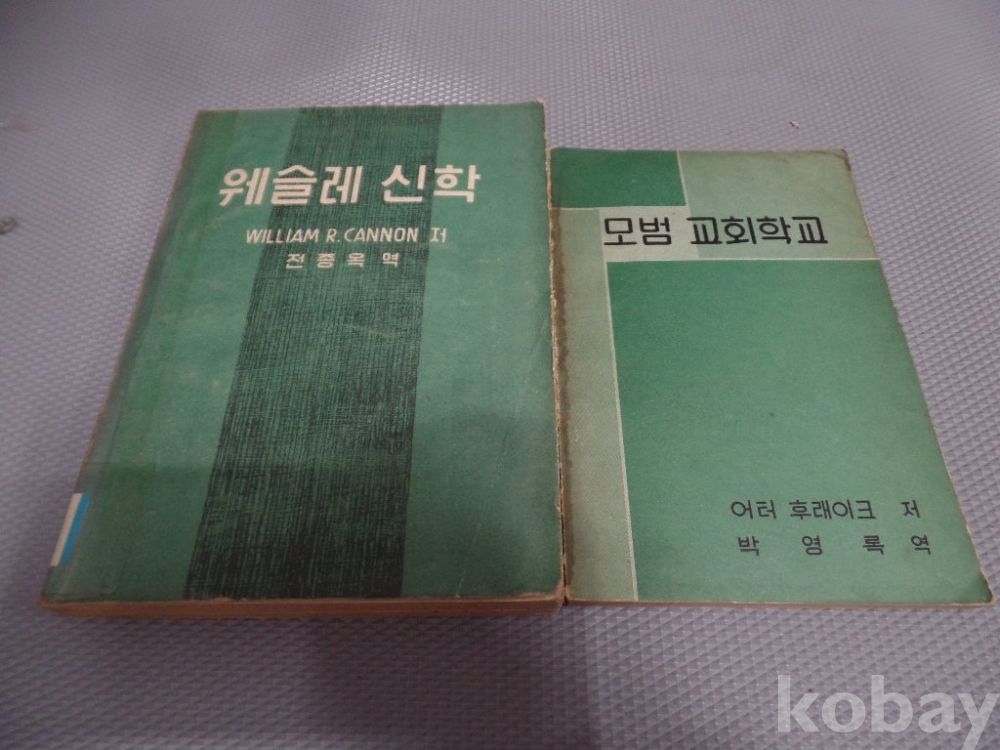 웨슬레 신학
WILLIAM R. CANNON 저
전종옥 역
모범 교회학교
어터 후래이크 저
박영록 역
kobay